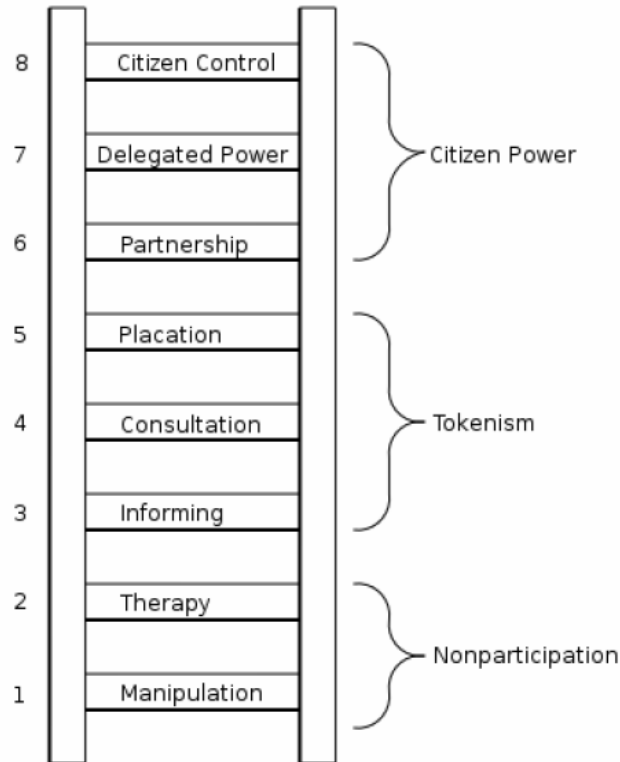 8 Citizen Control
7 Delegated Power
Citizen Power
6 Partnership
5 Placation
4 Consultation
Tokenism
3 Informing
2 Therapy
Nonparticipation
1 Manipulation